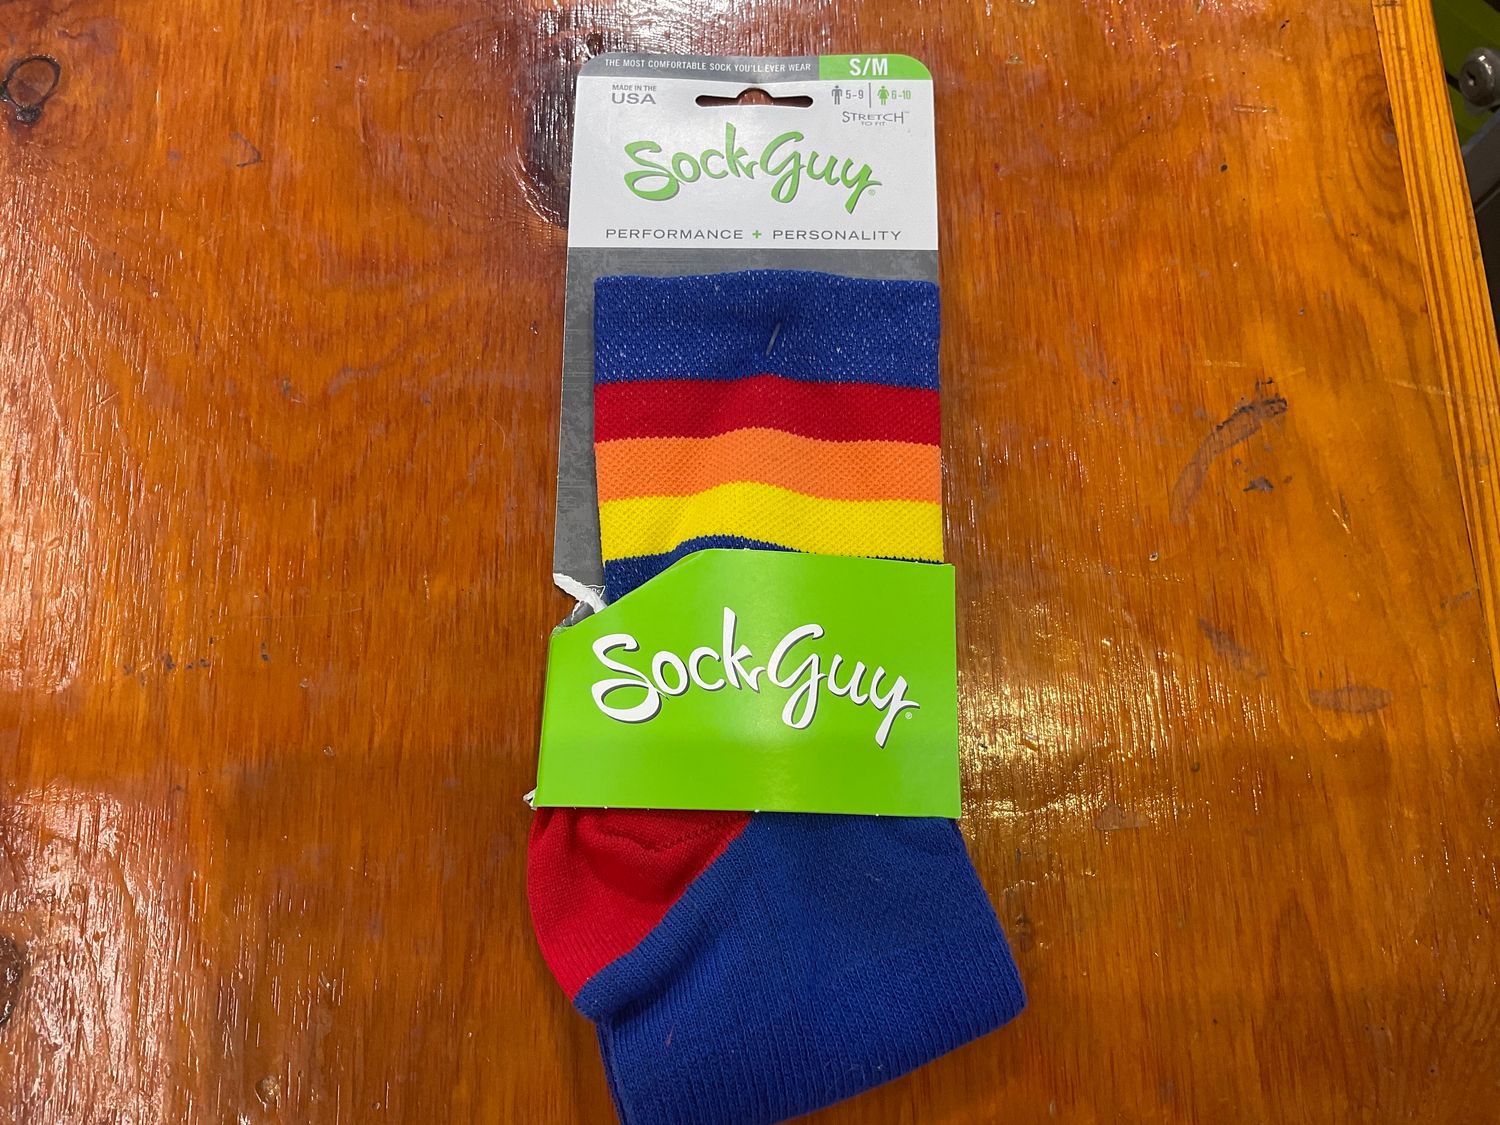 THE MOST COMFORTABLE SOCK YOU'LL EVER WEAR
S/M
MADE IN THE
USA
5-9 6-10
STRETCH™
TO FIT
SockGuy®
PERFORMANCE + PERSONALITY
SockGuy®